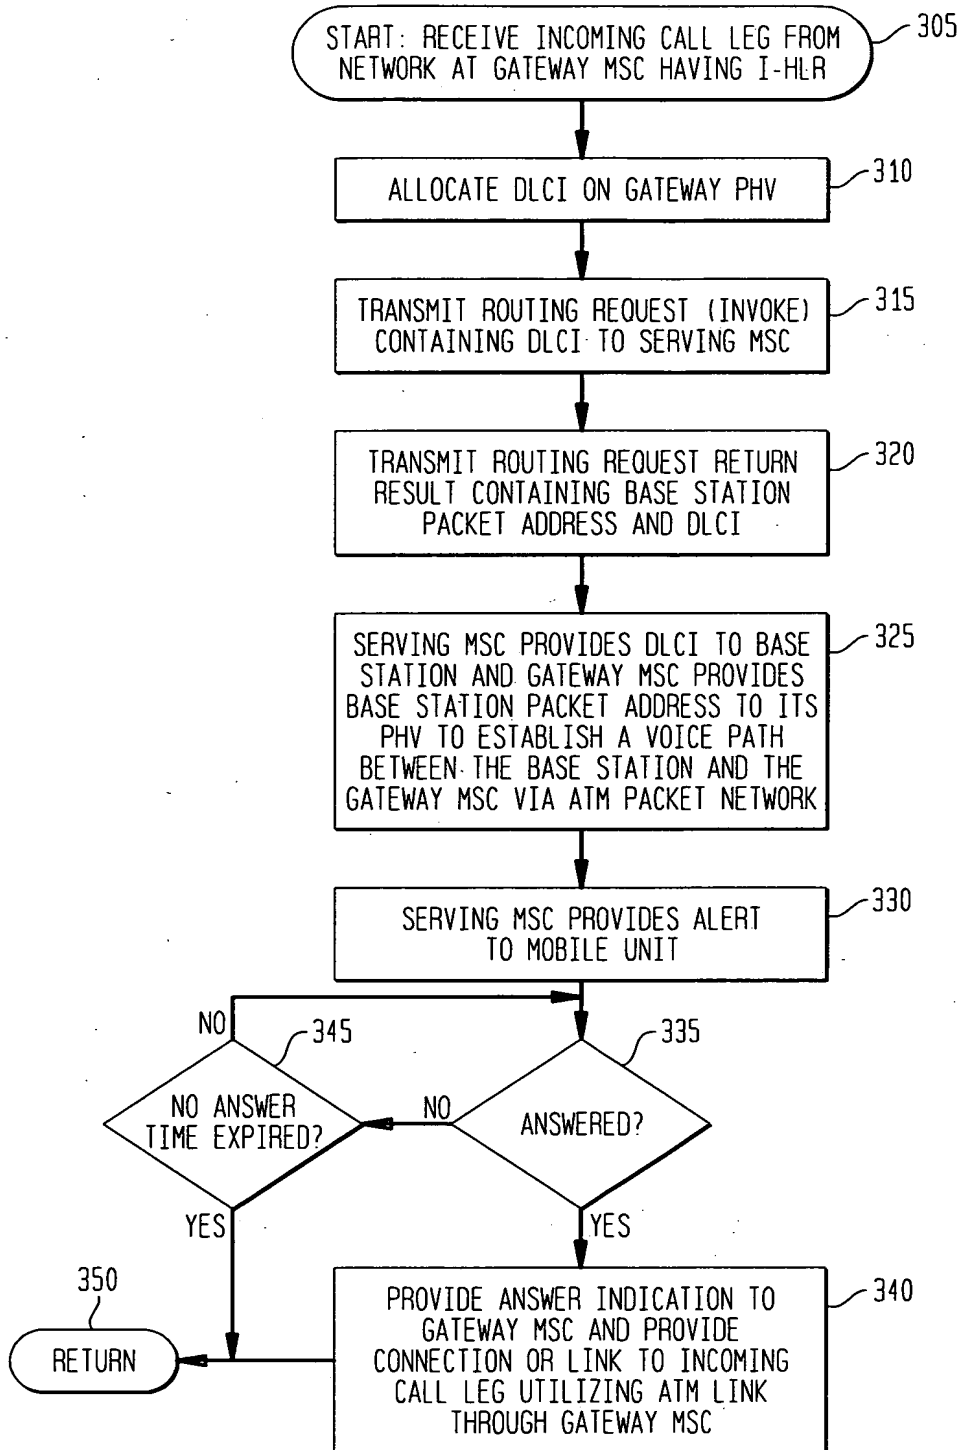 START: RECEIVE INCOMING CALL LEG FROM
NETWORK AT GATEWAY MSC HAVING I-HLR
305
ALLOCATE DLCI ON GATEWAY PHV
310
TRANSMIT ROUTING REQUEST (INVOKE)
CONTAINING DLCI TO SERVING MSC
315
TRANSMIT ROUTING REQUEST RETURN
RESULT CONTAINING BASE STATION
PACKET ADDRESS AND DLCI
320
SERVING MSC PROVIDES DLCI TO BASE
STATION AND GATEWAY MSC PROVIDES
BASE STATION PACKET ADDRESS TO ITS
PHV TO ESTABLISH A VOICE PATH
BETWEEN THE BASE STATION AND THE
GATEWAY MSC VIA ATM PACKET NETWORK
325
SERVING MSC PROVIDES ALERT
TO MOBILE UNIT
330
NO
345
335
NO ANSWER
TIME EXPIRED?
NO
ANSWERED?
YES
YES
350
RETURN
PROVIDE ANSWER INDICATION TO
GATEWAY MSC AND PROVIDE
CONNECTION OR LINK TO INCOMING
CALL LEG UTILIZING ATM LINK
THROUGH GATEWAY MSC
340